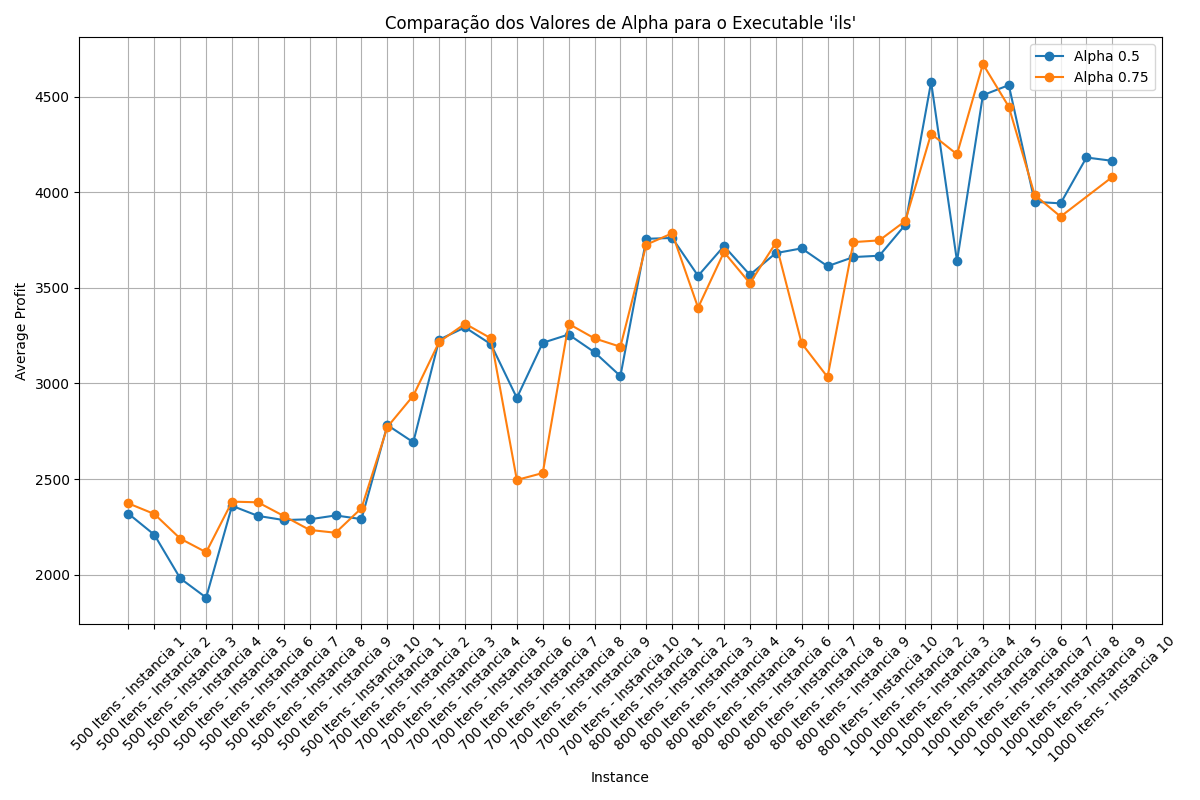 Comparação dos Valores de Alpha para o Executable 'ils'
Alpha 0.5
Alpha 0.75
4500
4000
3500
3000
2500
2000
Average Profit
500 Itens - Instancia 1
500 Itens - Instancia 2
500 Itens - Instancia 3
500 Itens - Instancia 4
500 Itens - Instancia 5
500 Itens - Instancia 6
500 Itens - Instancia 7
500 Itens - Instancia 8
500 Itens - Instancia 9
500 Itens - Instancia 10
700 Itens - Instancia 1
700 Itens - Instancia 2
700 Itens - Instancia 3
700 Itens - Instancia 4
700 Itens - Instancia 5
700 Itens - Instancia 6
700 Itens - Instancia 7
700 Itens - Instancia 8
700 Itens - Instancia 9
700 Itens - Instancia 10
800 Itens - Instancia 1
800 Itens - Instancia 2
800 Itens - Instancia 3
800 Itens - Instancia 4
800 Itens - Instancia 5
800 Itens - Instancia 6
800 Itens - Instancia 7
800 Itens - Instancia 8
800 Itens - Instancia 9
800 Itens - Instancia 10
1000 Itens - Instancia 2
1000 Itens - Instancia 3
1000 Itens - Instancia 4
1000 Itens - Instancia 5
1000 Itens - Instancia 6
1000 Itens - Instancia 7
1000 Itens - Instancia 8
1000 Itens - Instancia 9
1000 Itens - Instancia 10
Instance